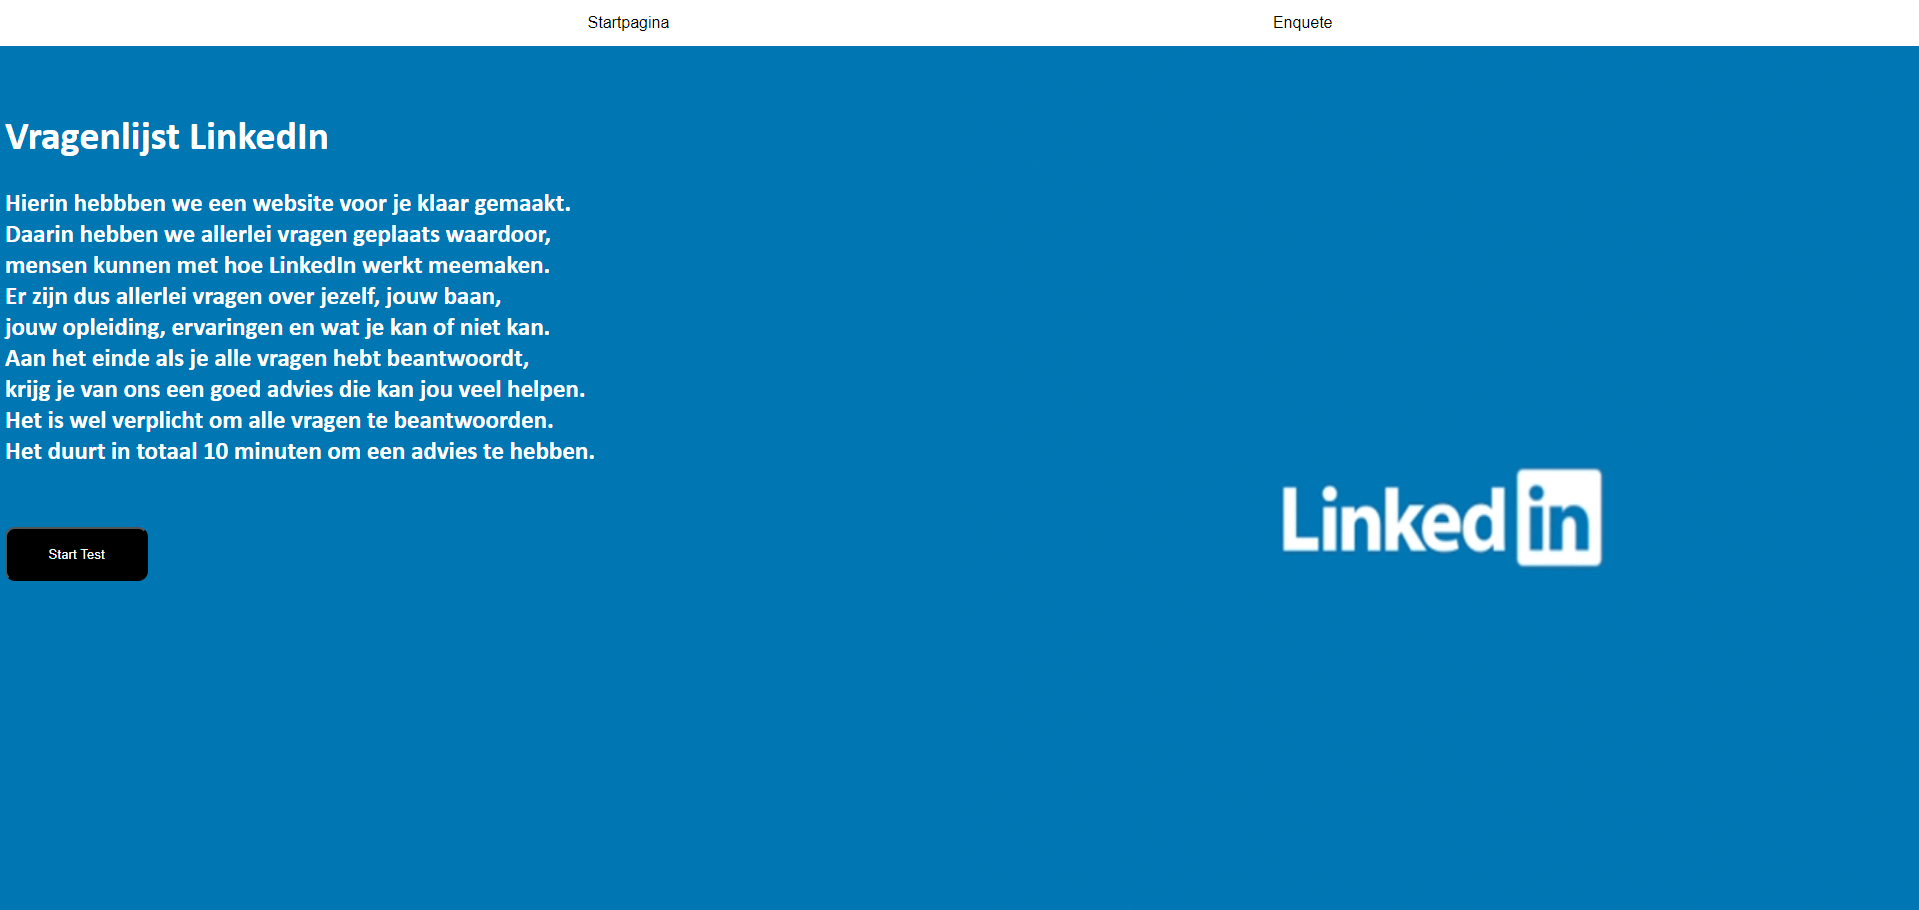 Startpagina
Enquete
Vragenlijst LinkedIn
Hierin hebbben we een website voor je klaar gemaakt.
Daarin hebben we allerlei vragen geplaats waardoor,
mensen kunnen met hoe LinkedIn werkt meemaken.
Er zijn dus allerlei vragen over jezelf, jouw baan,
jouw opleiding, ervaringen en wat je kan of niet kan.
Aan het einde als je alle vragen hebt beantwoordt,
krijg je van ons een goed advies die kan jou veel helpen.
Het is wel verplicht om alle vragen te beantwoorden.
Het duurt in totaal 10 minuten om een advies te hebben.
Start Test
Linked in